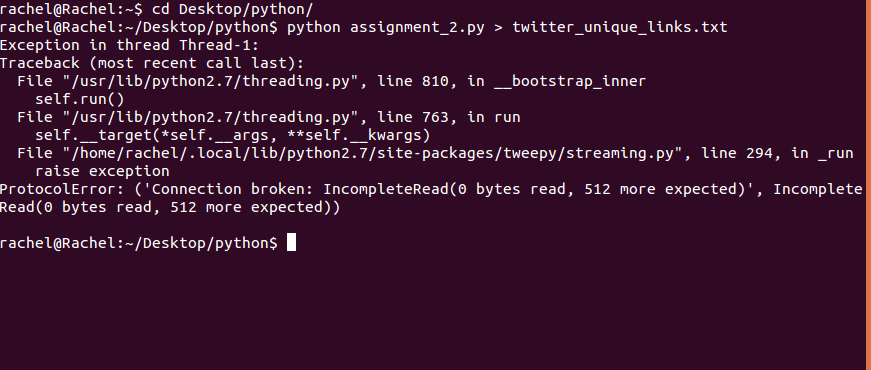 rachel@Rachel:~$ cd Desktop/python/
rachel@Rachel:~/Desktop/python$ python assignment_2.py > twitter_unique_links.txt
Exception in thread Thread-1:
Traceback (most recent call last):
  File "/usr/lib/python2.7/threading.py", line 810, in __bootstrap_inner
    self.run()
  File "/usr/lib/python2.7/threading.py", line 763, in run
    self.__target(*self.__args, **self.__kwargs)
  File "/home/rachel/.local/lib/python2.7/site-packages/tweepy/streaming.py", line 294, in _run
    raise exception
ProtocolError: ('Connection broken: IncompleteRead(0 bytes read, 512 more expected)', Incomplete
Read(0 bytes read, 512 more expected))
rachel@Rachel:~/Desktop/python$